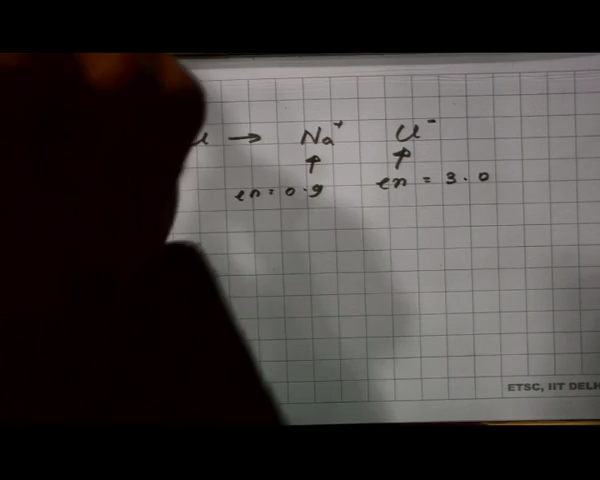 → Na⁺ Cl⁻
↑ ↑
en = 0.9 en = 3.0
ETSC, IIT DELH